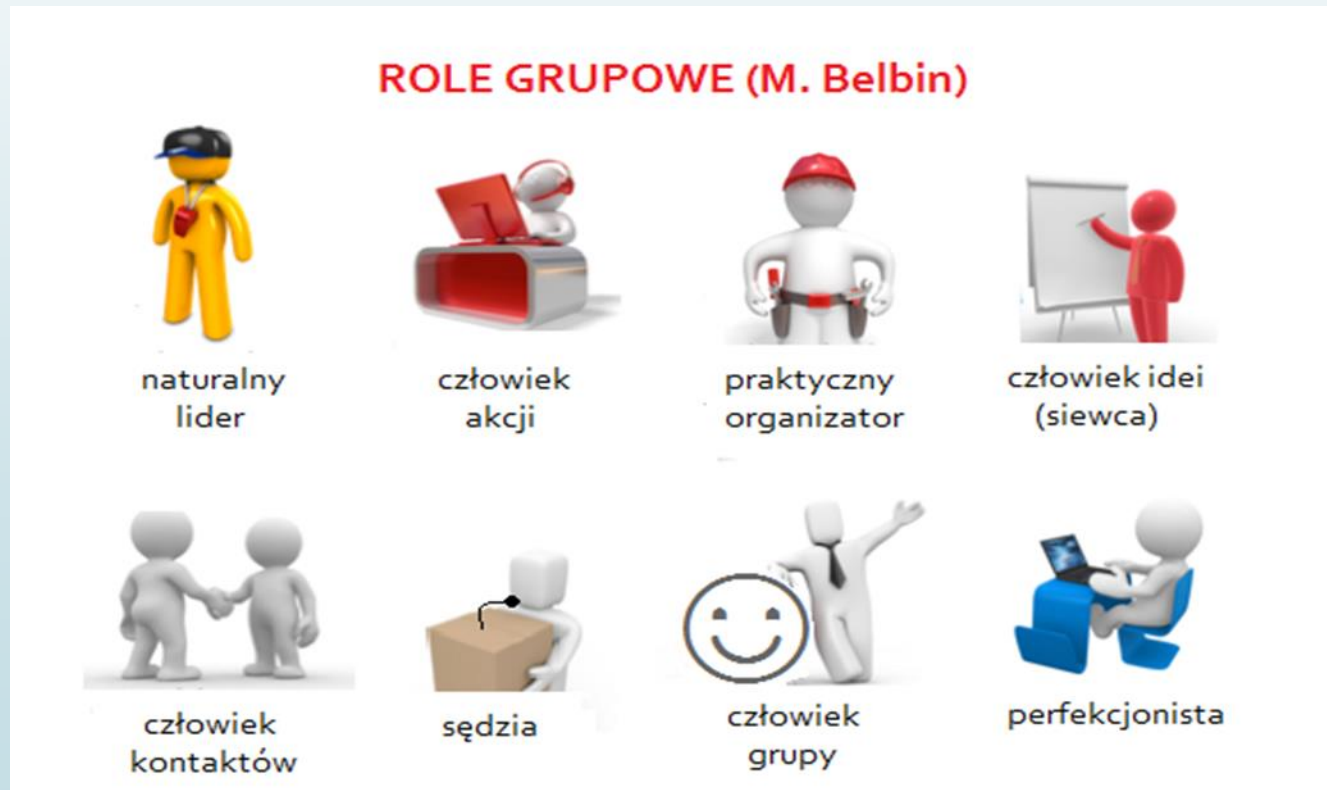 ROLE GRUPOWE (M. Belbin)
naturalny
lider
człowiek
akcji
praktyczny
organizator
człowiek idei
(siewca)
człowiek
kontaktów
sędzia
człowiek
grupy
perfekcjonista